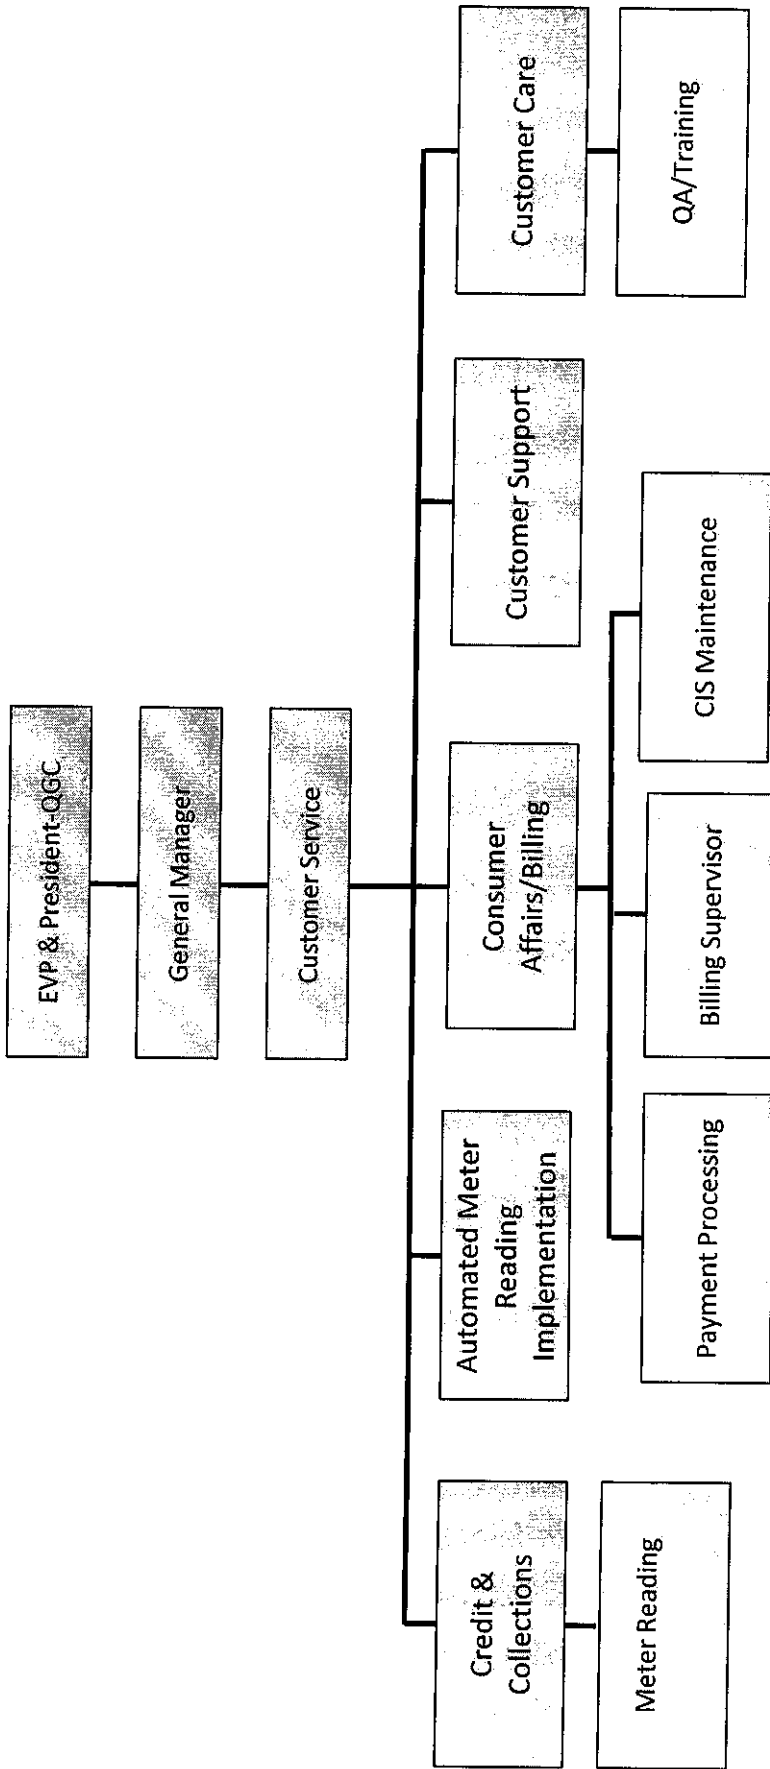 EVP & President-QGC
General Manager
Customer Service
Credit &
Collections
Automated Meter
Reading
Implementation
Consumer
Affairs/Billing
Customer Support
Customer Care
Meter Reading
Payment Processing
Billing Supervisor
CIS Maintenance
QA/Training